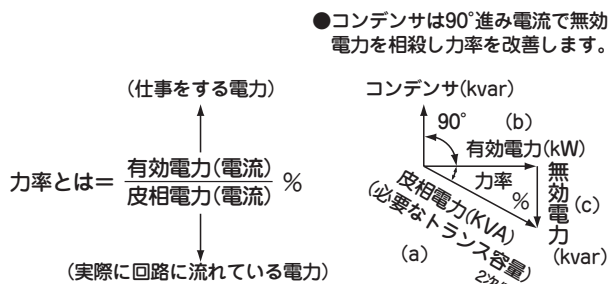 ●コンデンサは90°進み電流で無効
電力を相殺し力率を改善します。
(仕事をする電力)
力率とは＝ 有効電力(電流) %
皮相電力(電流)
(実際に回路に流れている電力)
コンデンサ(kvar)
90°
(b)
有効電力(kW)
力率
%
無効電力
(c)
(kvar)
皮相電力(KVA)
(必要なトランス容量)
(a)